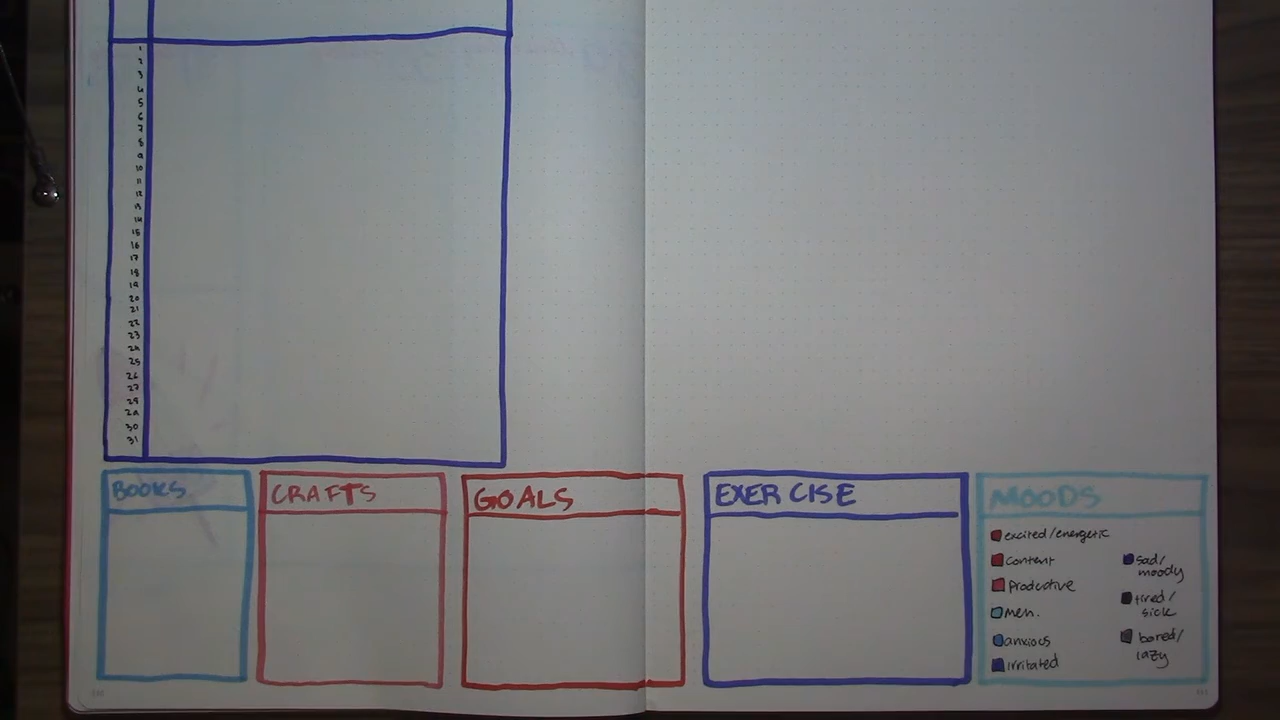 1
2
3
4
5
6
7
8
9
10
11
12
13
14
15
16
17
18
19
20
21
22
23
24
25
26
27
28
29
30
31
BOOKS
CRAFTS
GOALS
EXERCISE
MOODS
excited/energetic
content
productive
meh.
anxious
irritated
sad/
moody
tired/
sick
bored/
lazy